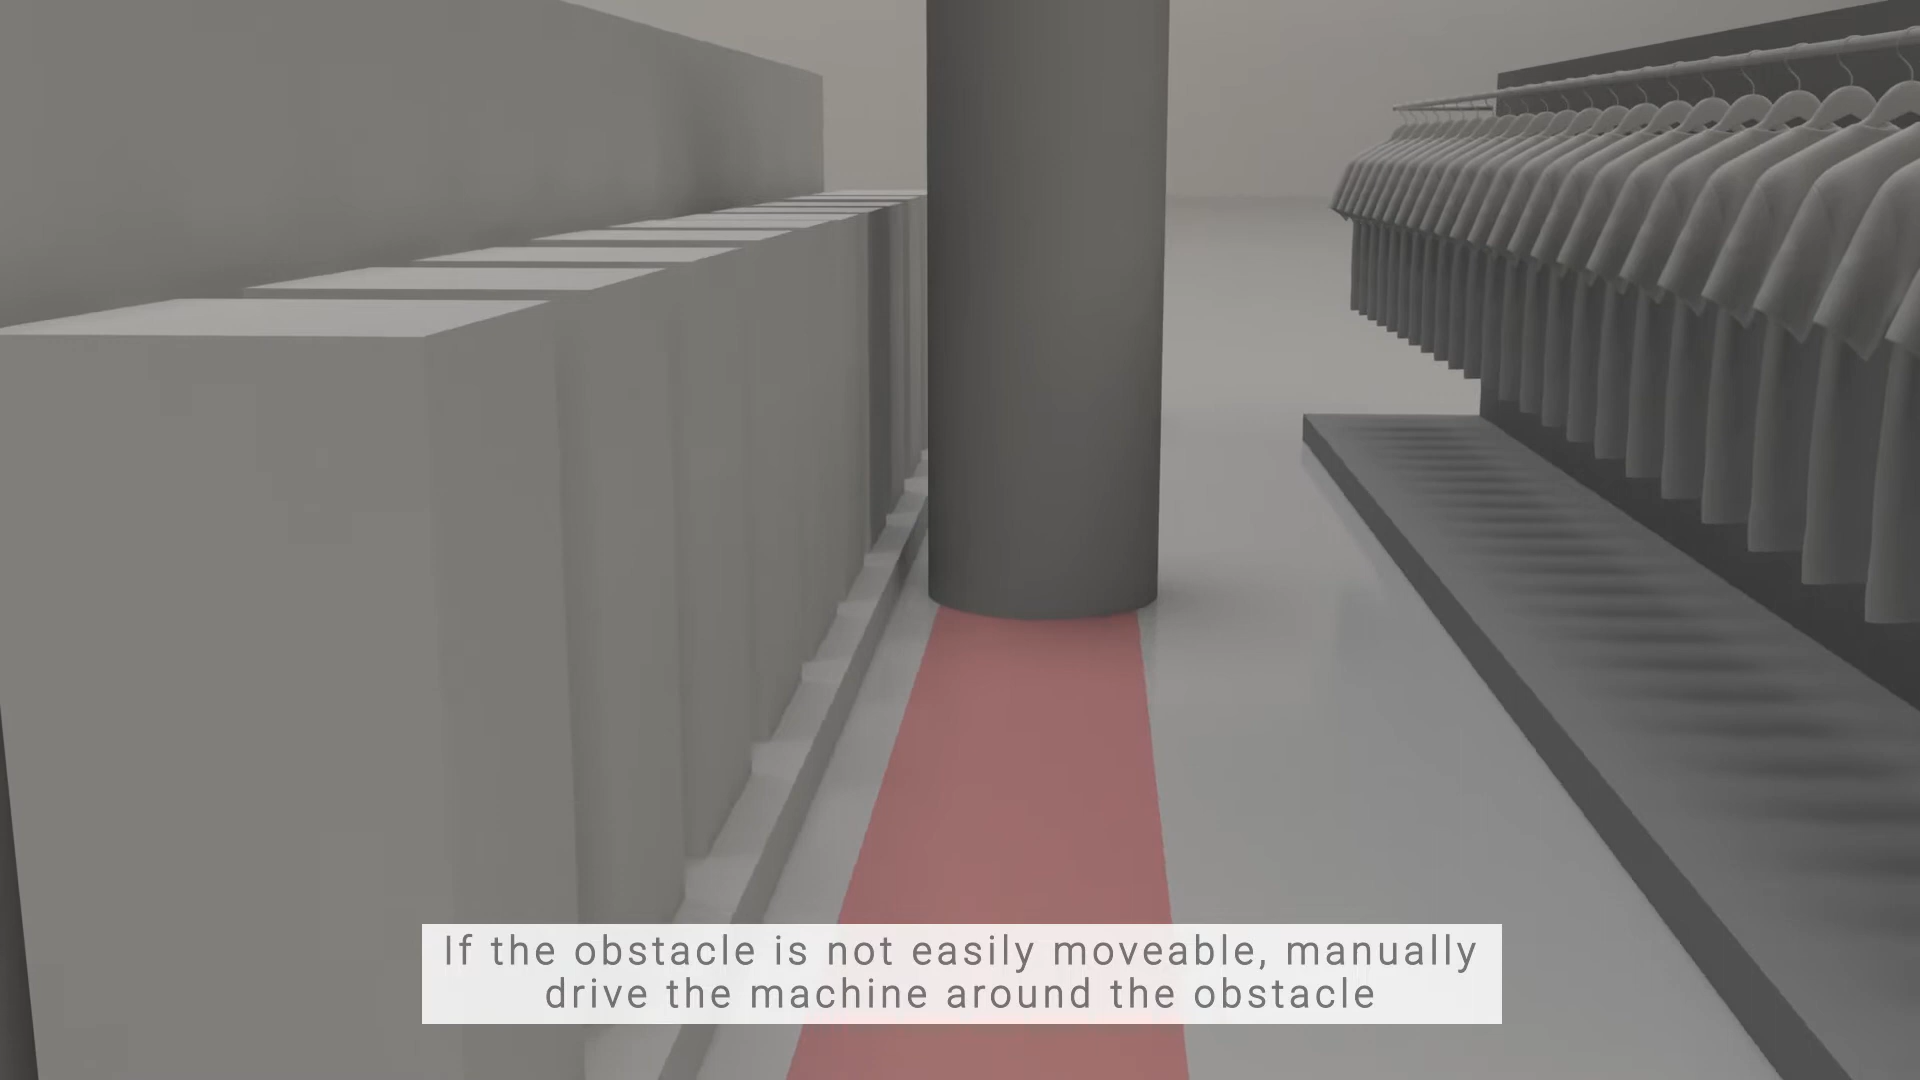 If the obstacle is not easily moveable, manually
drive the machine around the obstacle